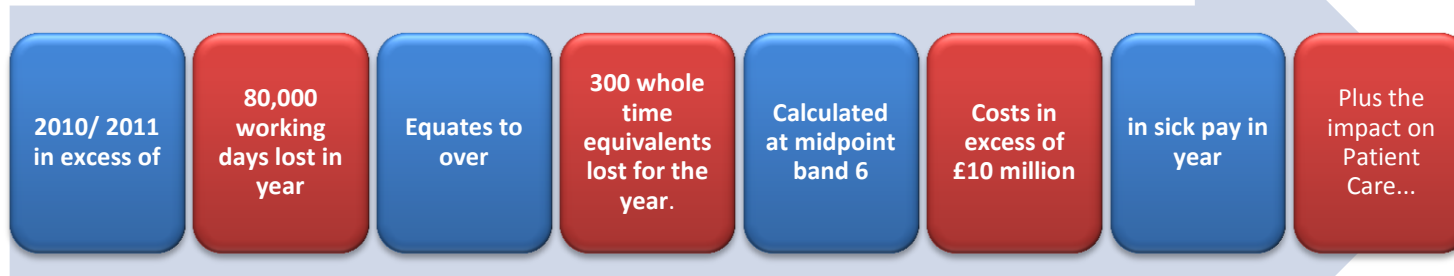 2010/ 2011
in excess of
80,000
working
days lost in
year
Equates to
over
300 whole
time
equivalents
lost for the
year.
Calculated
at midpoint
band 6
Costs in
excess of
£10 million
in sick pay in
year
Plus the
impact on
Patient
Care...